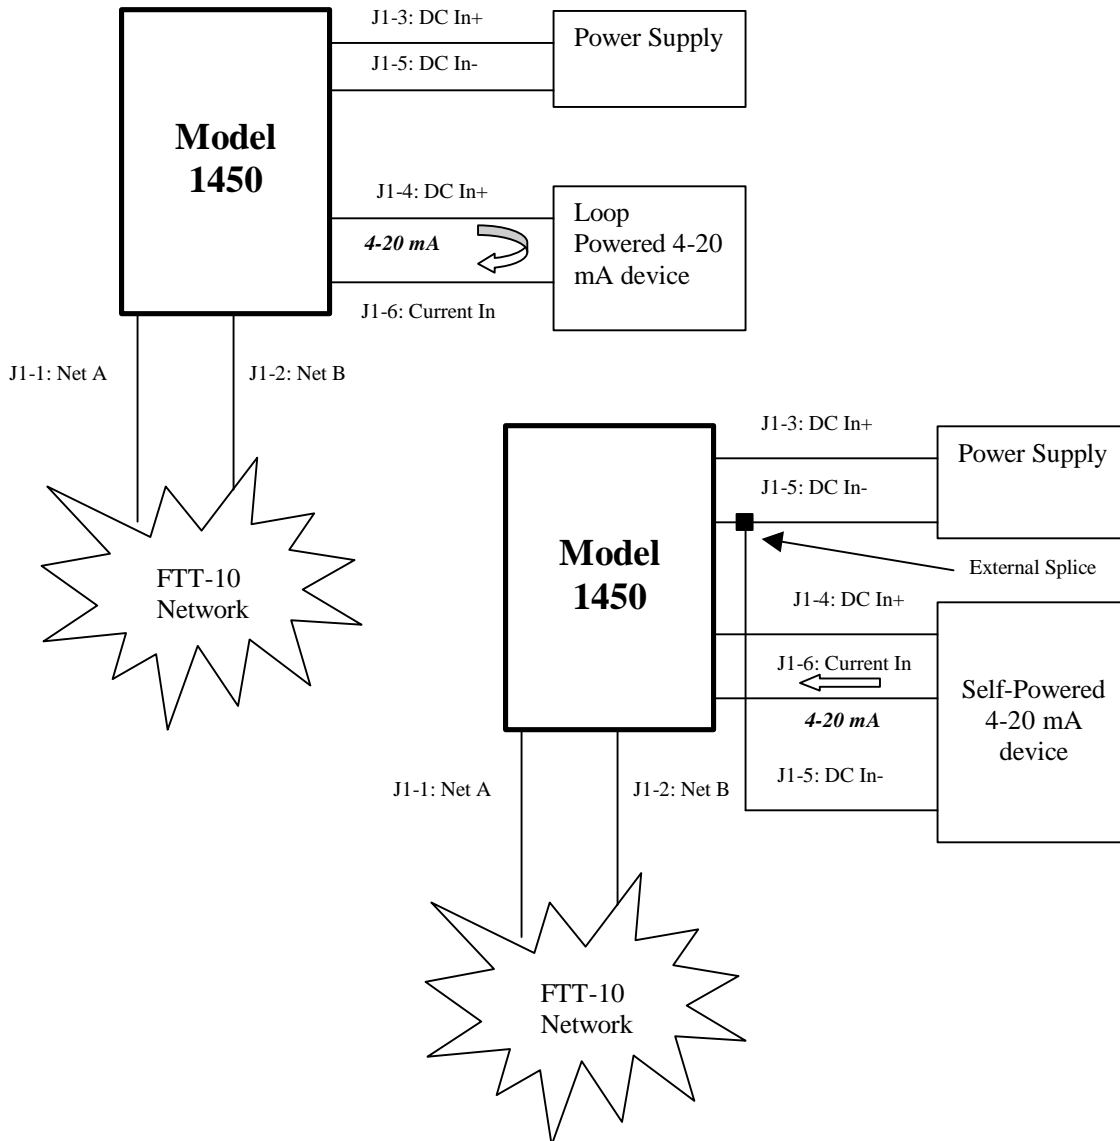 J1-3: DC In+
Power Supply
J1-5: DC In-
Model
1450
J1-4: DC In+
4-20 mA
Loop
Powered 4-20
mA device
J1-6: Current In
J1-1: Net A
J1-2: Net B
FTT-10
Network
J1-3: DC In+
Power Supply
J1-5: DC In-
External Splice
Model
1450
J1-4: DC In+
J1-6: Current In
4-20 mA
Self-Powered
4-20 mA
device
J1-5: DC In-
J1-1: Net A
J1-2: Net B
FTT-10
Network